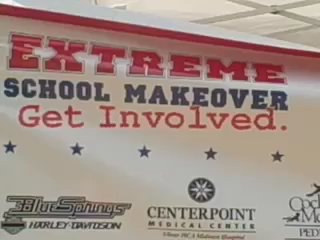 EXTREME
SCHOOL MAKEOVER
Get Involved.
Blue Springs
HARLEY-DAVIDSON
CENTERPOINT
MEDICAL CENTER